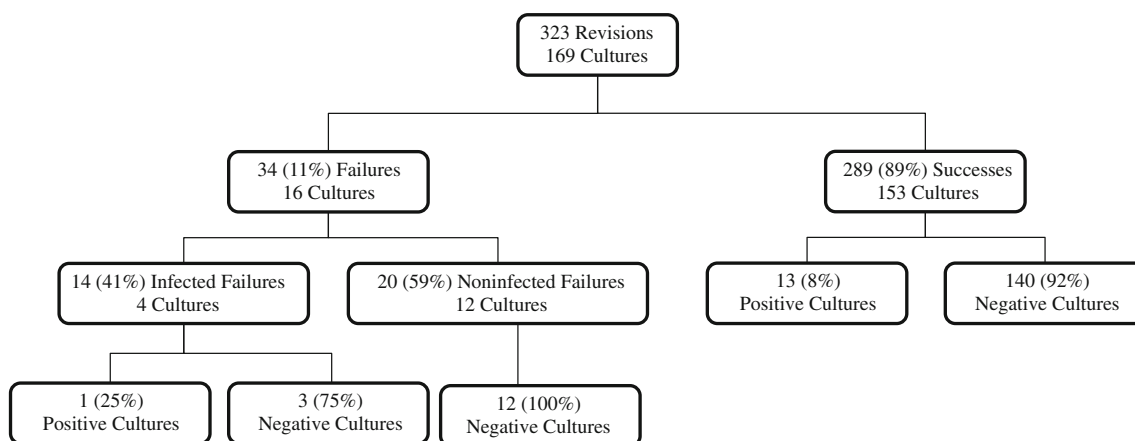 323 Revisions
169 Cultures
34 (11%) Failures
16 Cultures
289 (89%) Successes
153 Cultures
14 (41%) Infected Failures
4 Cultures
20 (59%) Noninfected Failures
12 Cultures
13 (8%)
Positive Cultures
140 (92%)
Negative Cultures
1 (25%)
Positive Cultures
3 (75%)
Negative Cultures
12 (100%)
Negative Cultures